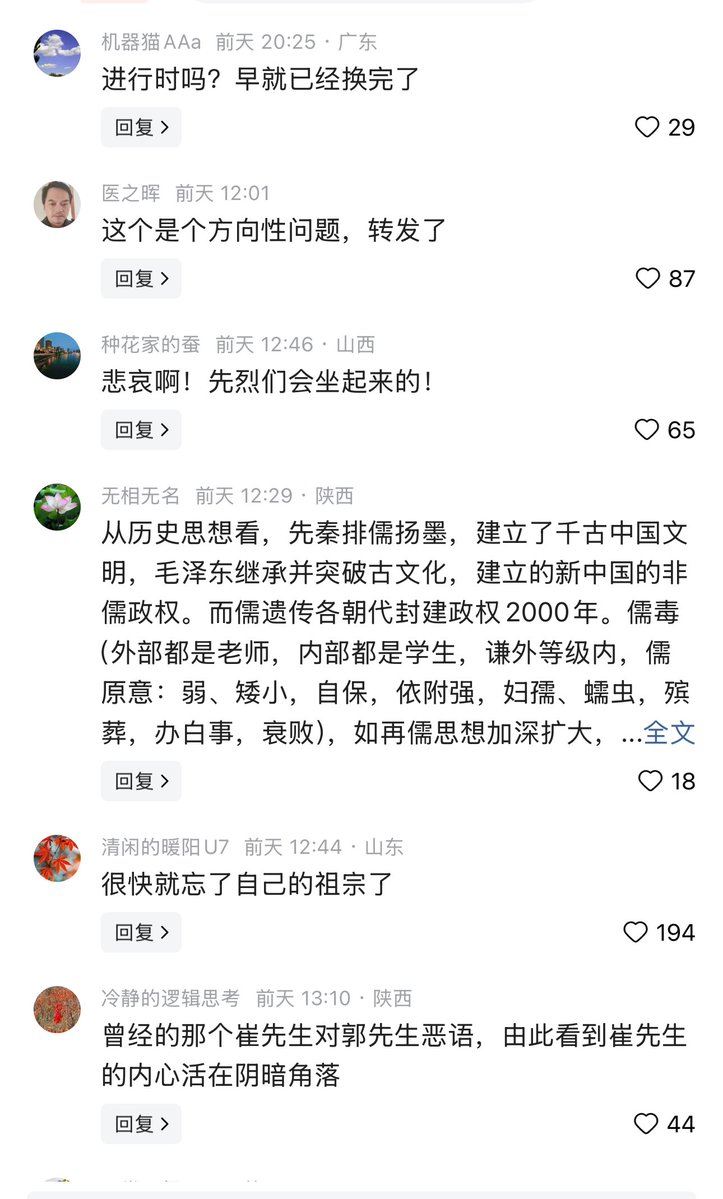 机器猫AAa 前天 20:25 · 广东
进行时吗？早就已经换完了
回复 >
29
医之晖 前天 12:01
这个是个方向性问题，转发了
回复 >
87
种花家的蚕 前天 12:46 · 山西
悲哀啊！先烈们会坐起来的！
回复 >
65
无相无名 前天 12:29 · 陕西
从历史思想看，先秦排儒扬墨，建立了千古中国文
明，毛泽东继承并突破古文化，建立的新中国的非
儒政权。而儒遗传各朝代封建政权2000年。儒毒
（外部都是老师，内部都是学生，谦外等级内，儒
原意：弱、矮小，自保，依附强，妇孺、蠕虫，殡
葬，办白事，衰败），如再儒思想加深扩大，...全文
回复 >
18
清闲的暖阳U7 前天 12:44 · 山东
很快就忘了自己的祖宗了
回复 >
194
冷静的逻辑思考 前天 13:10 · 陕西
曾经的那个崔先生对郭先生恶语，由此看到崔先生
的内心活在阴暗角落
回复 >
44